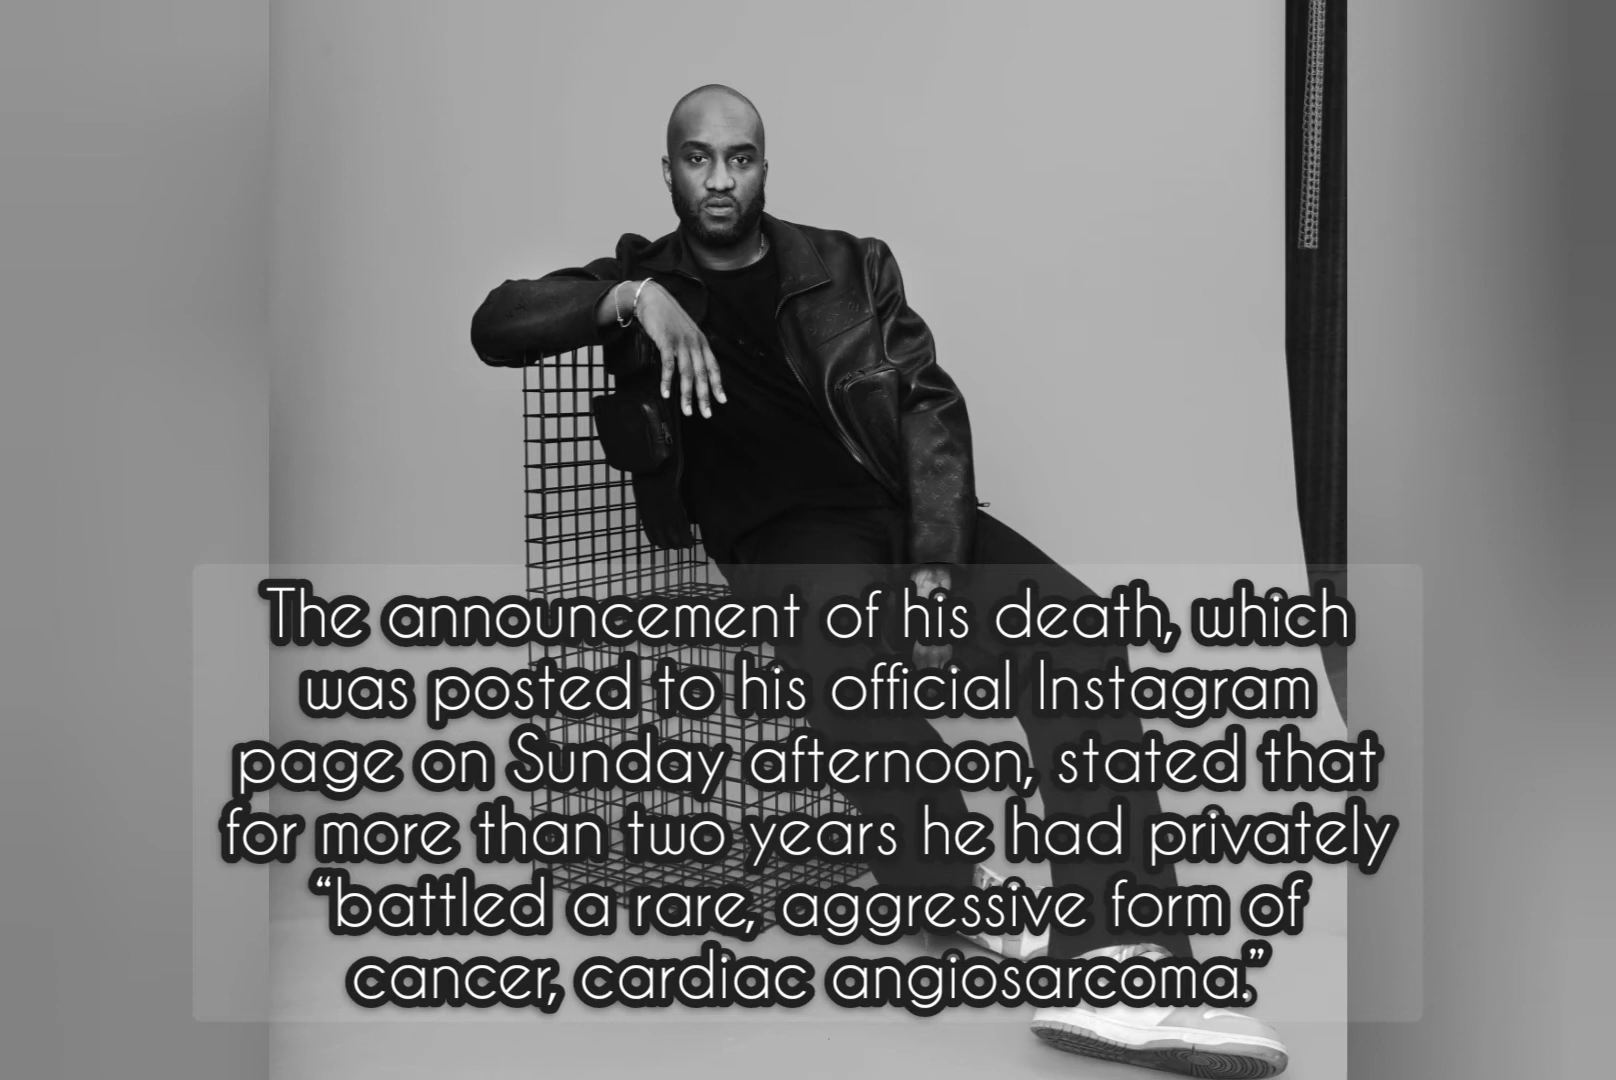 The announcement of his death, which
was posted to his official Instagram
page on Sunday afternoon, stated that
for more than two years he had privately
“battled a rare, aggressive form of
cancer, cardiac angiosarcoma.”